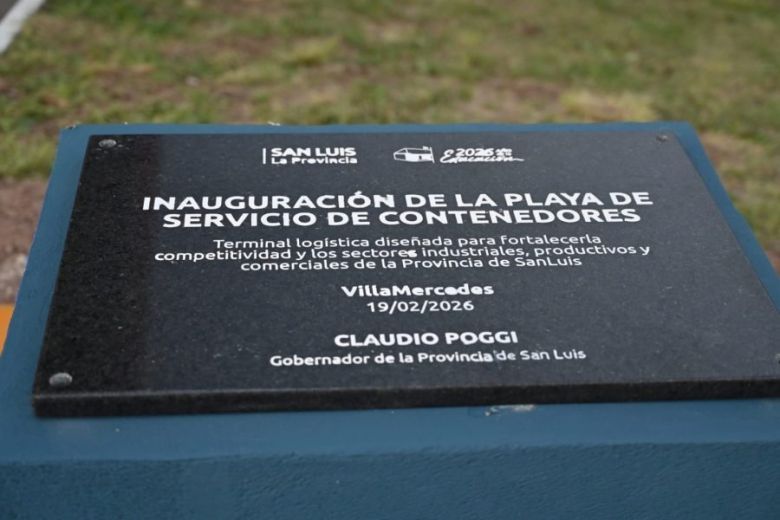 SAN LUIS
La Provincia
2026
Educación
INAUGURACIÓN DE LA PLAYA DE
SERVICIO DE CONTENEDORES
Terminal logística diseñada para fortalecerla
competitividad y los sectores industriales, productivos y
comerciales de la Provincia de SanLuis
VillaMercedes
19/02/2026
CLAUDIO POGGI
Gobernador de la Provincia de San Luis